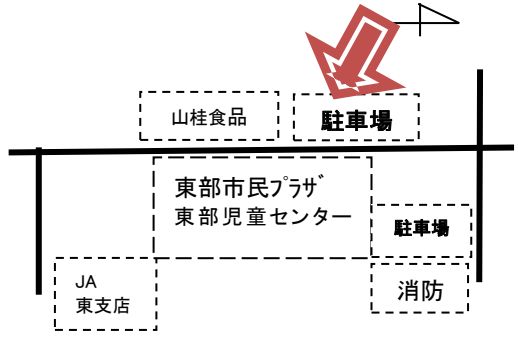 山桂食品
駐車場
東部市民ﾌﾟﾗｻﾞ
東部児童センター
駐車場
JA
東支店
消防